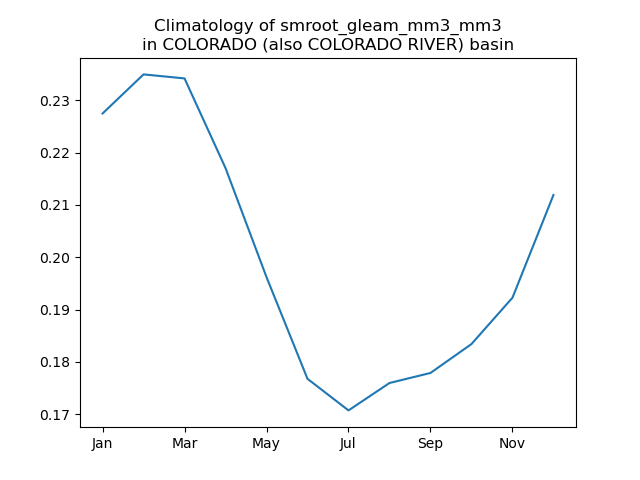 Climatology of smroot_gleam_mm3_mm3
in COLORADO (also COLORADO RIVER) basin
0.23
0.22
0.21
0.20
0.19
0.18
0.17
Jan Mar May Jul Sep Nov